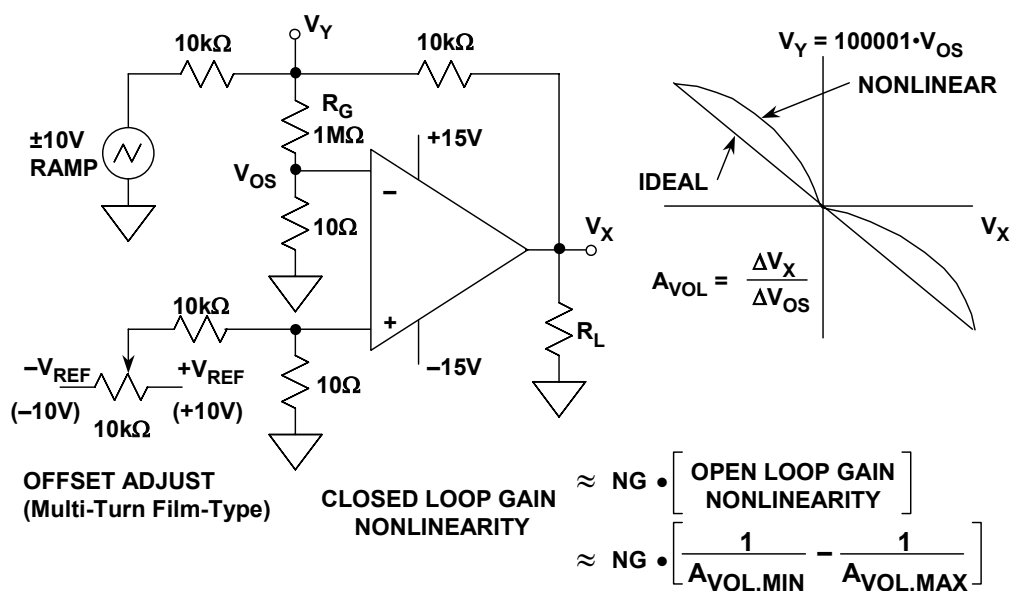 10kΩ
V_Y
10kΩ
V_Y = 100001•V_OS
NONLINEAR
R_G
1MΩ
+15V
±10V
RAMP
V_OS
IDEAL
–
10Ω
V_X
V_X
A_VOL = ΔV_X / ΔV_OS
10kΩ
+
R_L
–15V
–V_REF
+V_REF
10Ω
(–10V)
(+10V)
10kΩ
OFFSET ADJUST
(Multi-Turn Film-Type)
CLOSED LOOP GAIN
NONLINEARITY
≈ NG • [OPEN LOOP GAIN
NONLINEARITY]
≈ NG • [1 / A_VOL,MIN – 1 / A_VOL,MAX]